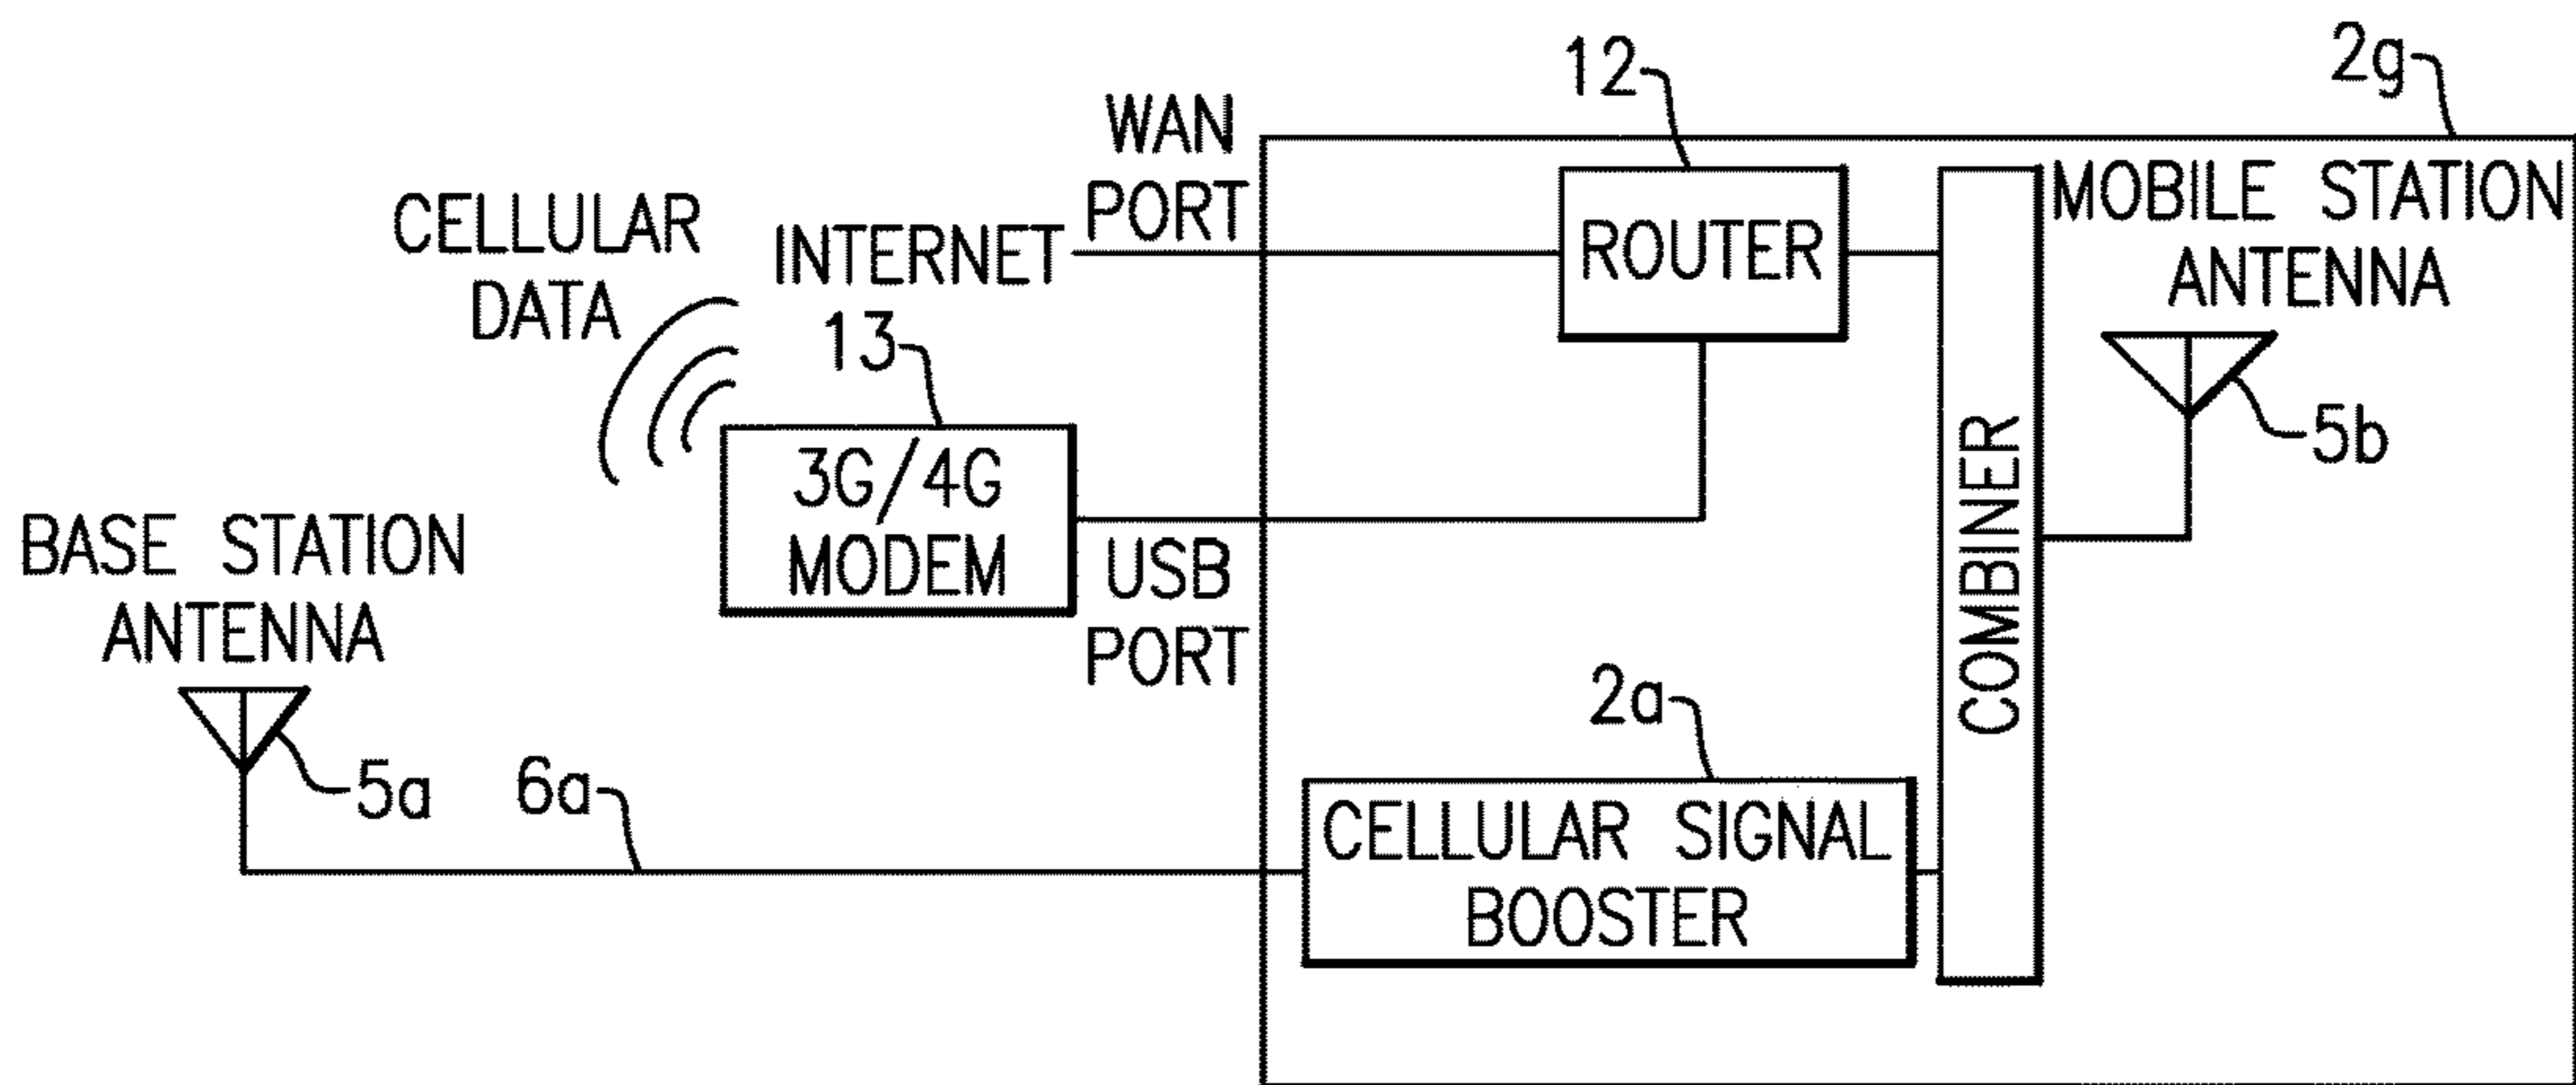 2g
12
WAN
PORT
CELLULAR
DATA
INTERNET
ROUTER
MOBILE STATION
ANTENNA
13
3G/4G
MODEM
5b
BASE STATION
ANTENNA
USB
PORT
COMBINER
2a
5a
6a
CELLULAR SIGNAL
BOOSTER